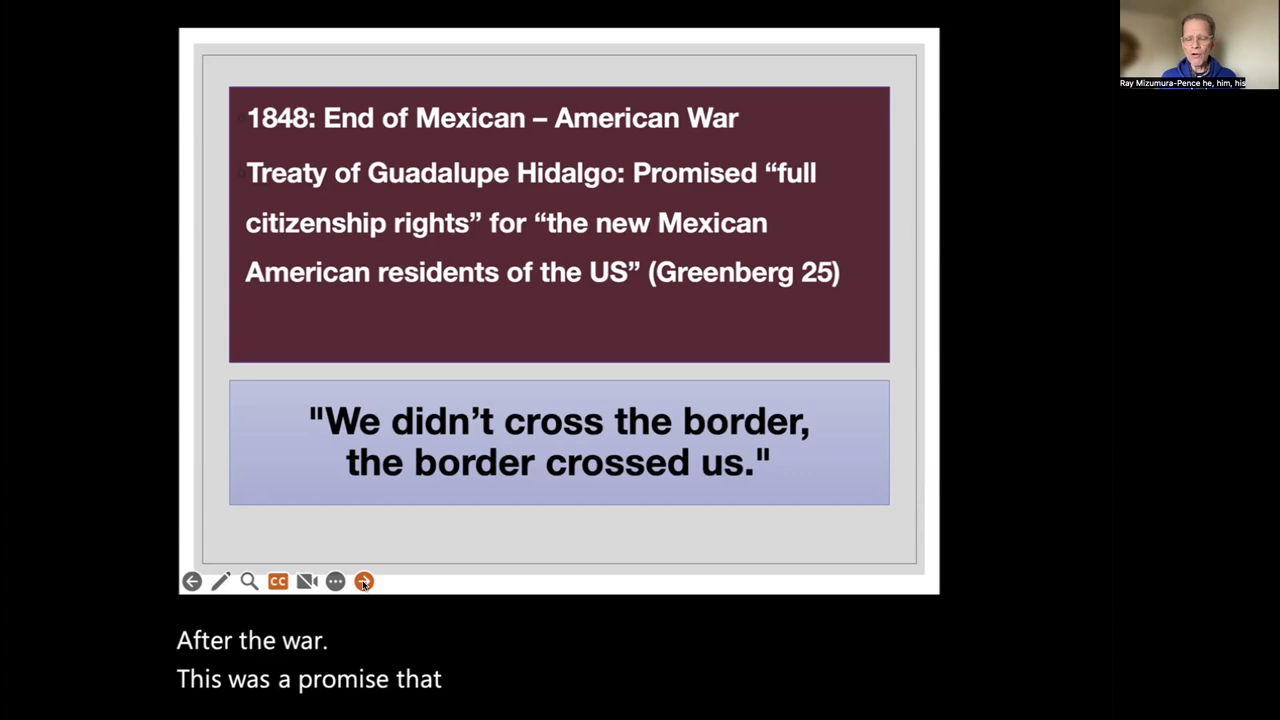 Ray Mizumura-Pence he, him, his
1848: End of Mexican – American War
Treaty of Guadalupe Hidalgo: Promised “full
citizenship rights” for “the new Mexican
American residents of the US” (Greenberg 25)
"We didn’t cross the border,
the border crossed us."
CC
After the war.
This was a promise that